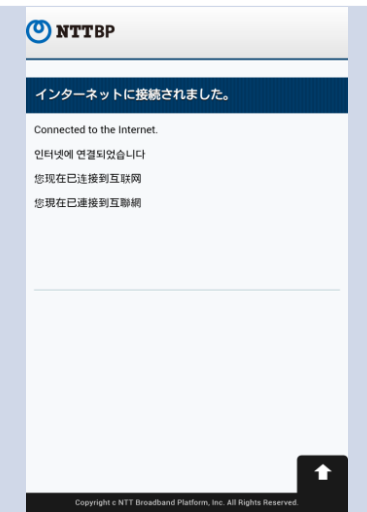 NTTBP
インターネットに接続されました。
Connected to the Internet.
인터넷에 연결되었습니다
您现在已连接到互联网
您現在已連接到互聯網
Copyright c NTT Broadband Platform, Inc. All Rights Reserved.